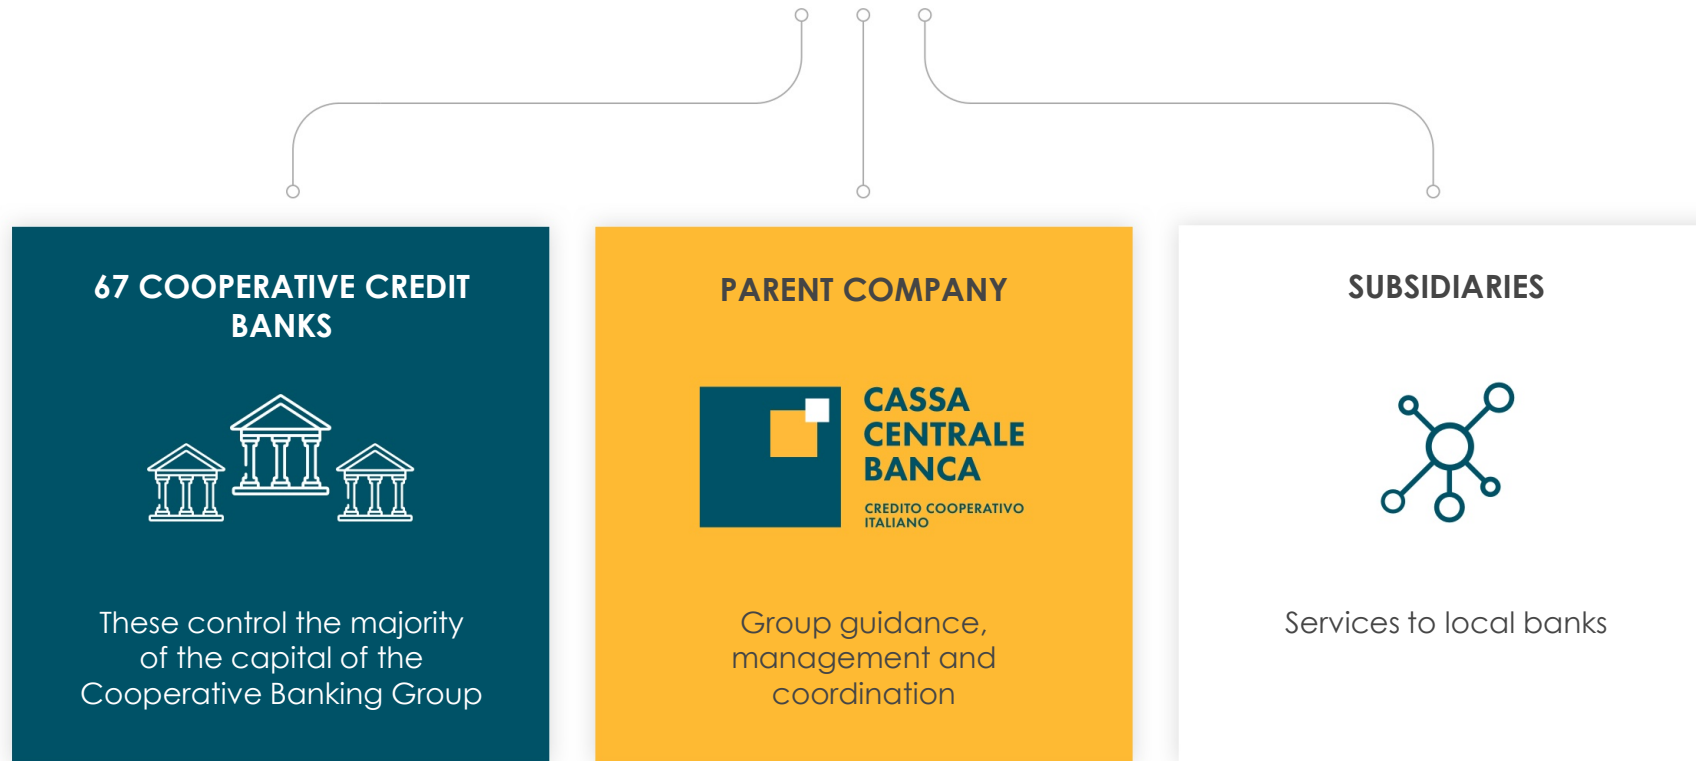 67 COOPERATIVE CREDIT
BANKS
These control the majority
of the capital of the
Cooperative Banking Group
PARENT COMPANY
CASSA
CENTRALE
BANCA
CREDITO COOPERATIVO
ITALIANO
Group guidance,
management and
coordination
SUBSIDIARIES
Services to local banks